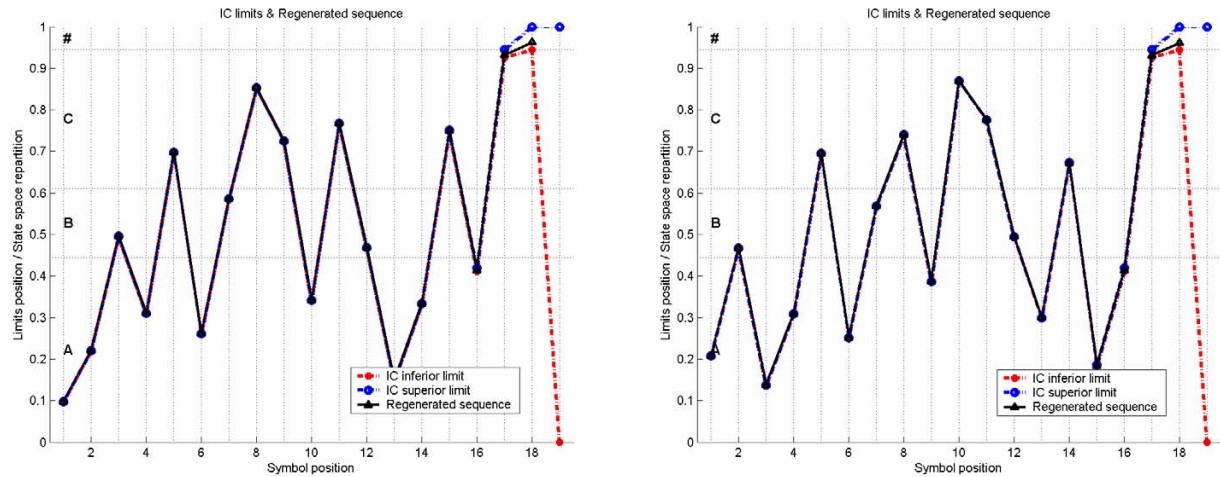 IC limits & Regenerated sequence
Limits position / State space repartition
1
0.9
0.8
0.7
0.6
0.5
0.4
0.3
0.2
0.1
0
#
C
B
A
IC inferior limit
IC superior limit
Regenerated sequence
2 4 6 8 10 12 14 16 18
Symbol position
IC limits & Regenerated sequence
Limits position / State space repartition
1
0.9
0.8
0.7
0.6
0.5
0.4
0.3
0.2
0.1
0
#
C
B
A
IC inferior limit
IC superior limit
Regenerated sequence
2 4 6 8 10 12 14 16 18
Symbol position